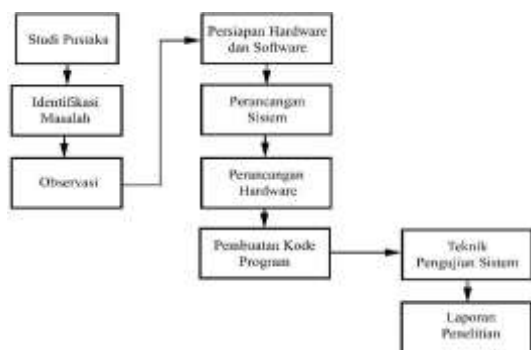 Studi Pustaka
Identifikasi
Masalah
Observasi
Persiapan Hardware
dan Software
Perancangan
Sistem
Perancangan
Hardware
Pembuatan Kode
Program
Teknik
Pengujian Sistem
Laporan
Penelitian